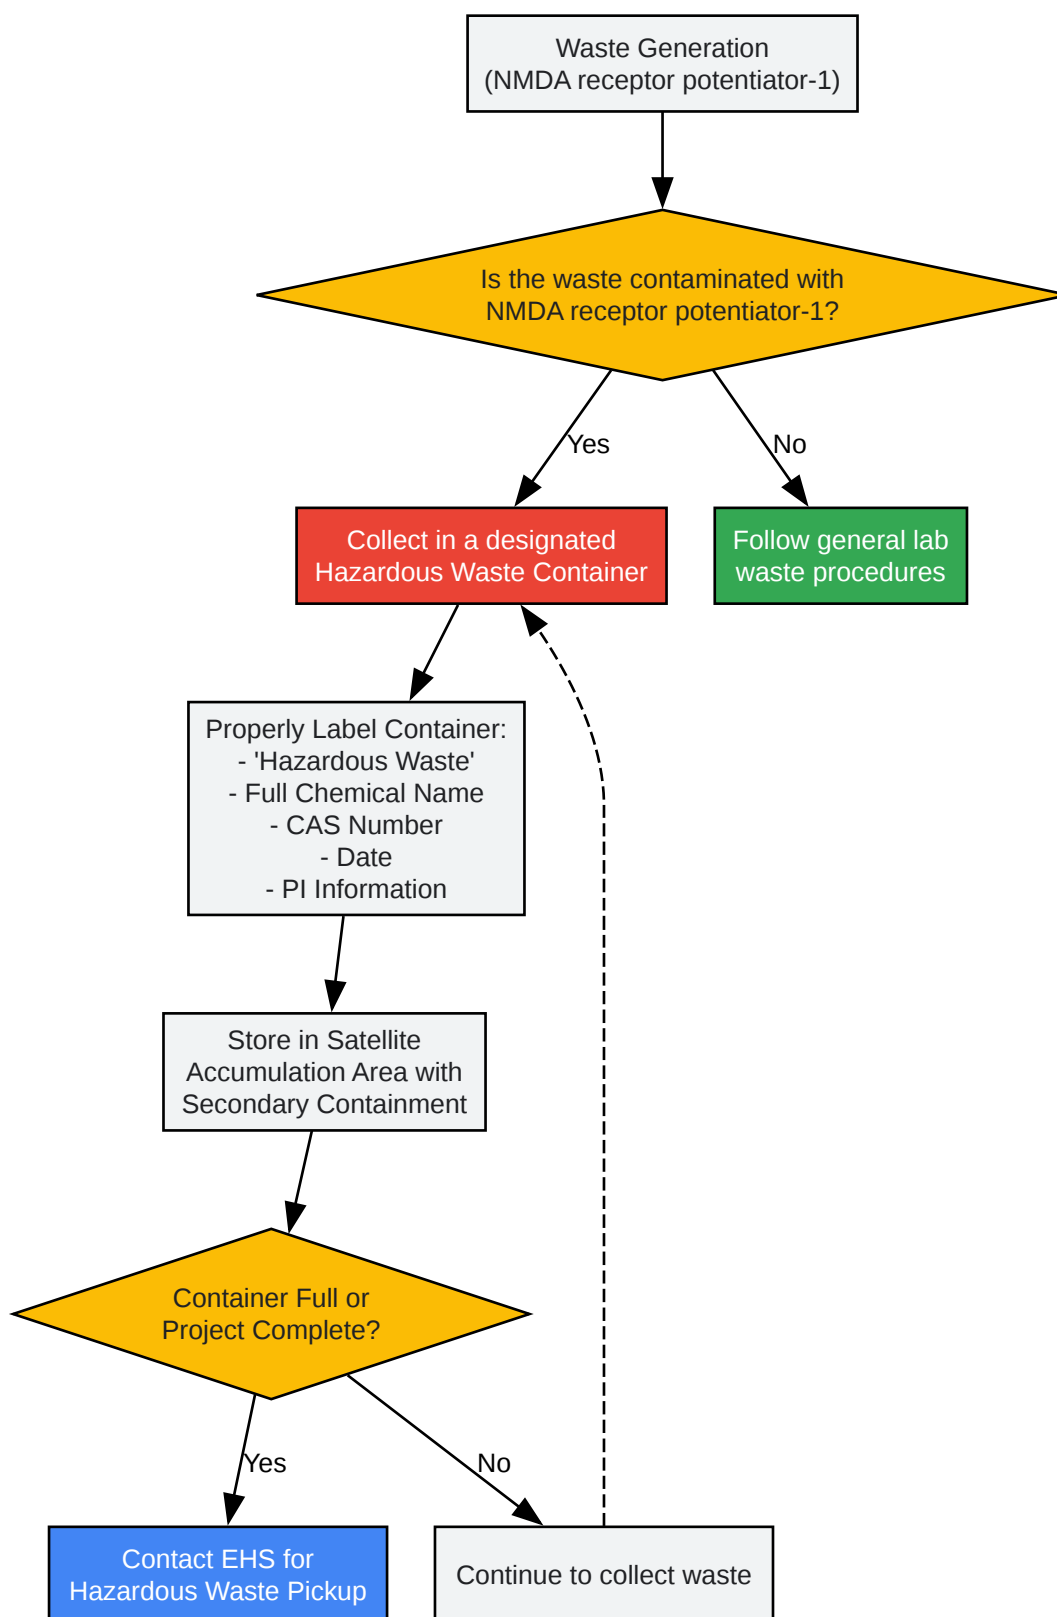 Waste Generation
(NMDA receptor potentiator-1)
Is the waste contaminated with
NMDA receptor potentiator-1?
Yes
No
Collect in a designated
Hazardous Waste Container
Follow general lab
waste procedures
Properly Label Container:
- 'Hazardous Waste'
- Full Chemical Name
- CAS Number
- Date
- PI Information
Store in Satellite
Accumulation Area with
Secondary Containment
Container Full or
Project Complete?
Yes
No
Contact EHS for
Hazardous Waste Pickup
Continue to collect waste